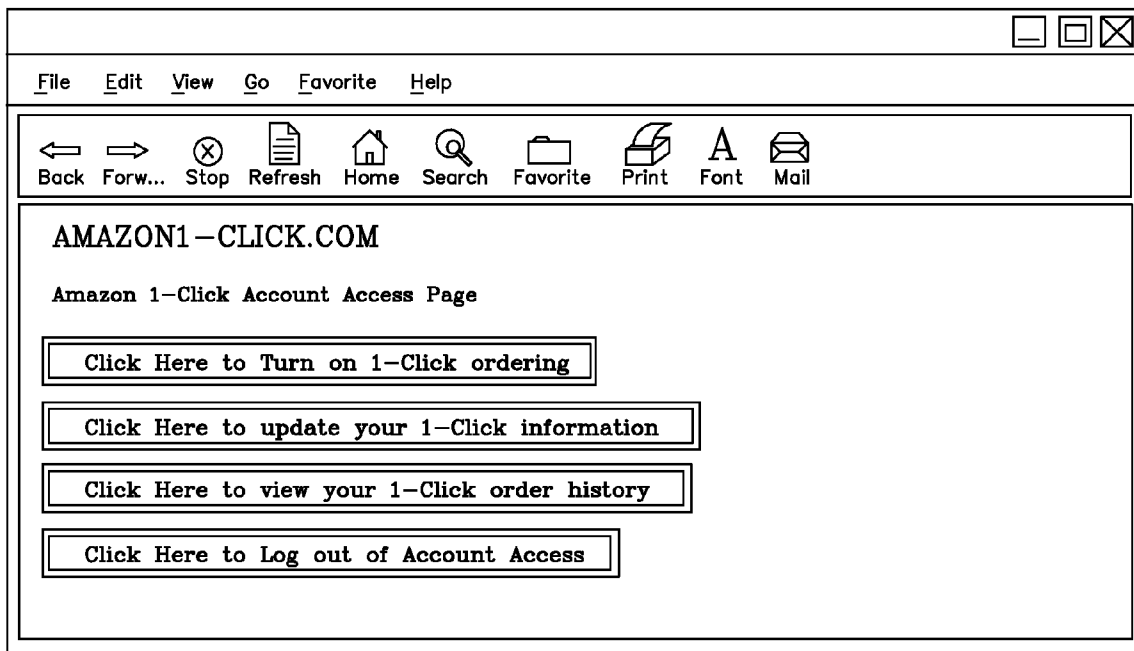 File Edit View Go Favorite Help
Back Forw... Stop Refresh Home Search Favorite Print Font Mail
AMAZON1-CLICK.COM
Amazon 1-Click Account Access Page
Click Here to Turn on 1-Click ordering
Click Here to update your 1-Click information
Click Here to view your 1-Click order history
Click Here to Log out of Account Access